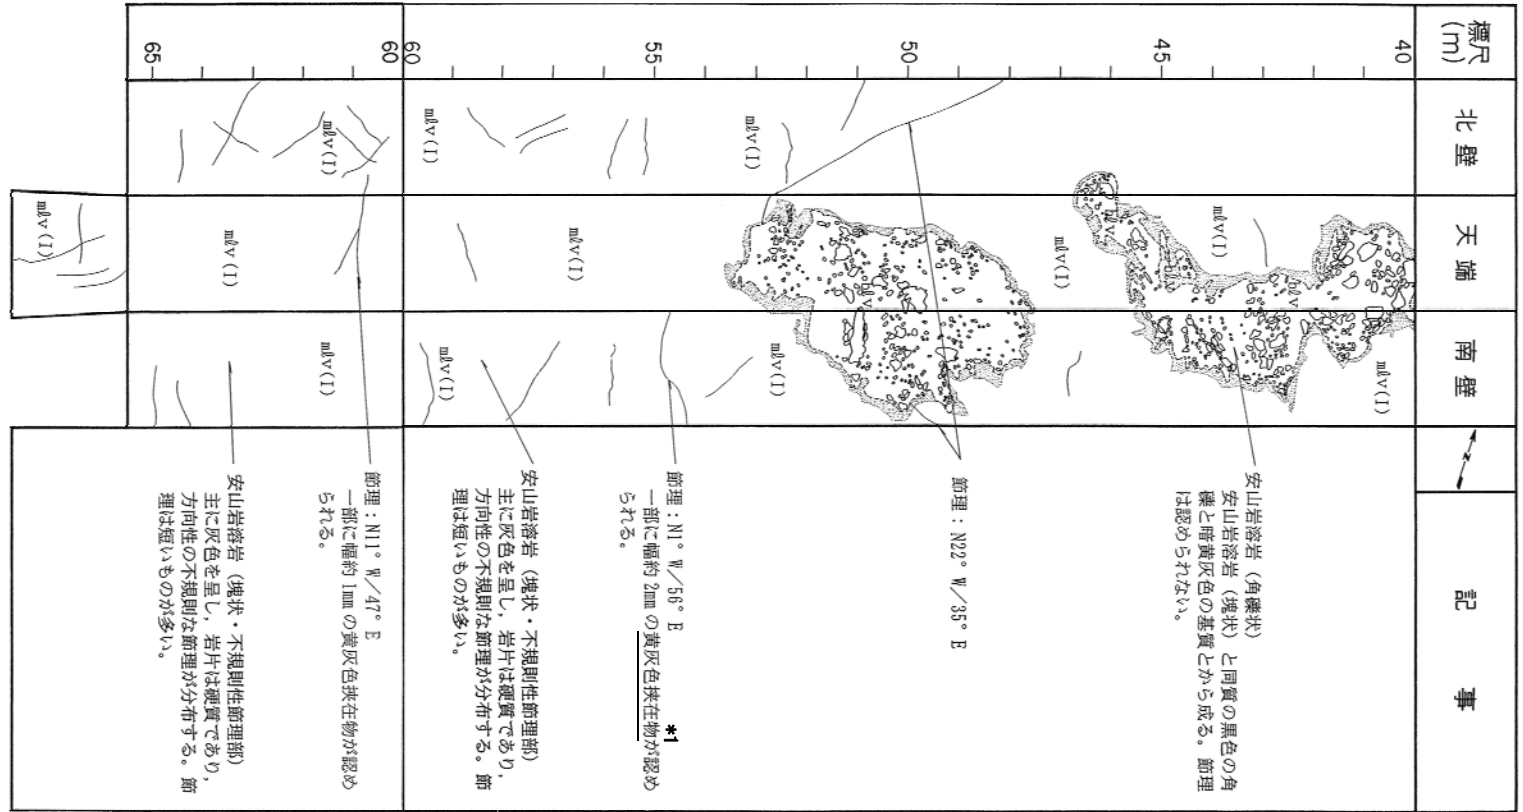 標尺
(m)
北 壁
天 端
南 壁
N
記 事
40
45
50
55
60
60
65
mℓv(I)
mℓv(I)
mℓv(I)
mℓv(I)
mℓv(I)
mℓv(I)
mℓv(I)
mℓv(I)
mℓv(I)
mℓv(I)
mℓv(I)
mℓv(I)
mℓv(I)
bℓv
bℓv
bℓv
bℓv
安山岩溶岩（角礫状）
安山岩溶岩（塊状）と同質の黒色の角
礫と暗黄灰色の基質とから成る。節理
は認められない。
節理：N22° W／35° E
節理：N1° W／56° E
*1
一部に幅約 2mm の黄灰色挟在物が認め
られる。
安山岩溶岩（塊状・不規則性節理部）
主に灰色を呈し，岩片は硬質であり，
方向性の不規則な節理が分布する。節
理は短いものが多い。
節理：N11° W／47° E
一部に幅約 1mm の黄灰色挟在物が認め
られる。
安山岩溶岩（塊状・不規則性節理部）
主に灰色を呈し，岩片は硬質であり，
方向性の不規則な節理が分布する。節
理は短いものが多い。